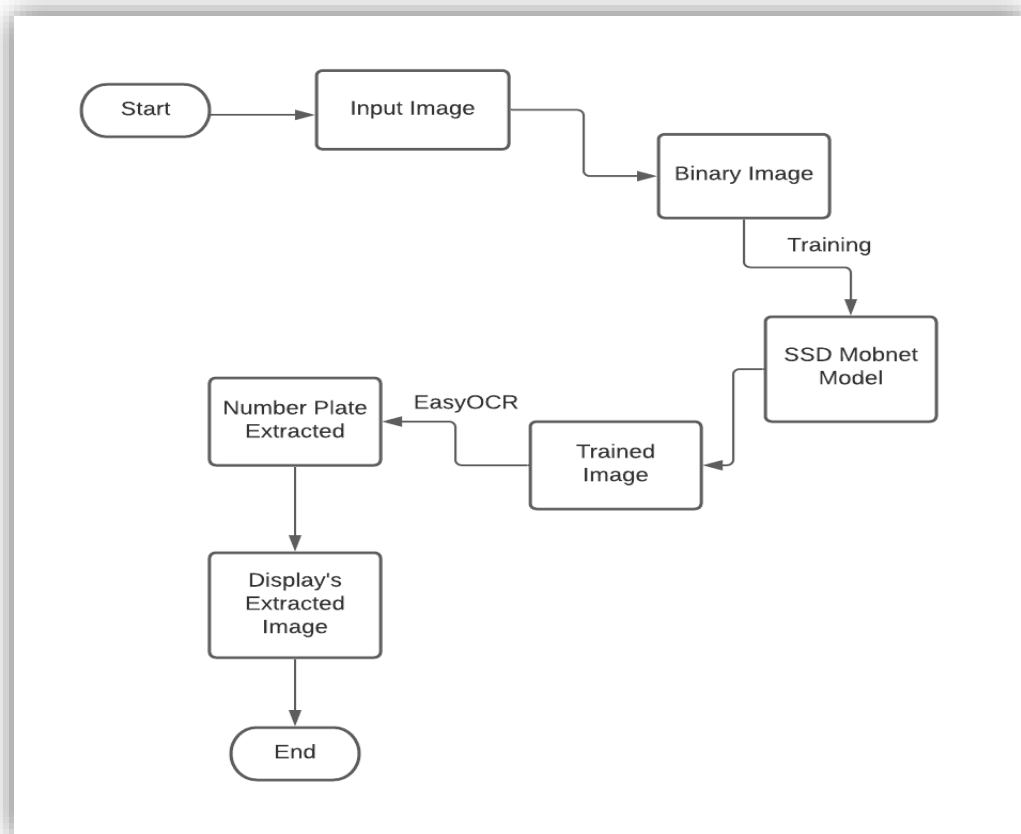 Start
Input Image
Binary Image
Training
SSD Mobnet
Model
Trained
Image
EasyOCR
Number Plate
Extracted
Display's
Extracted
Image
End